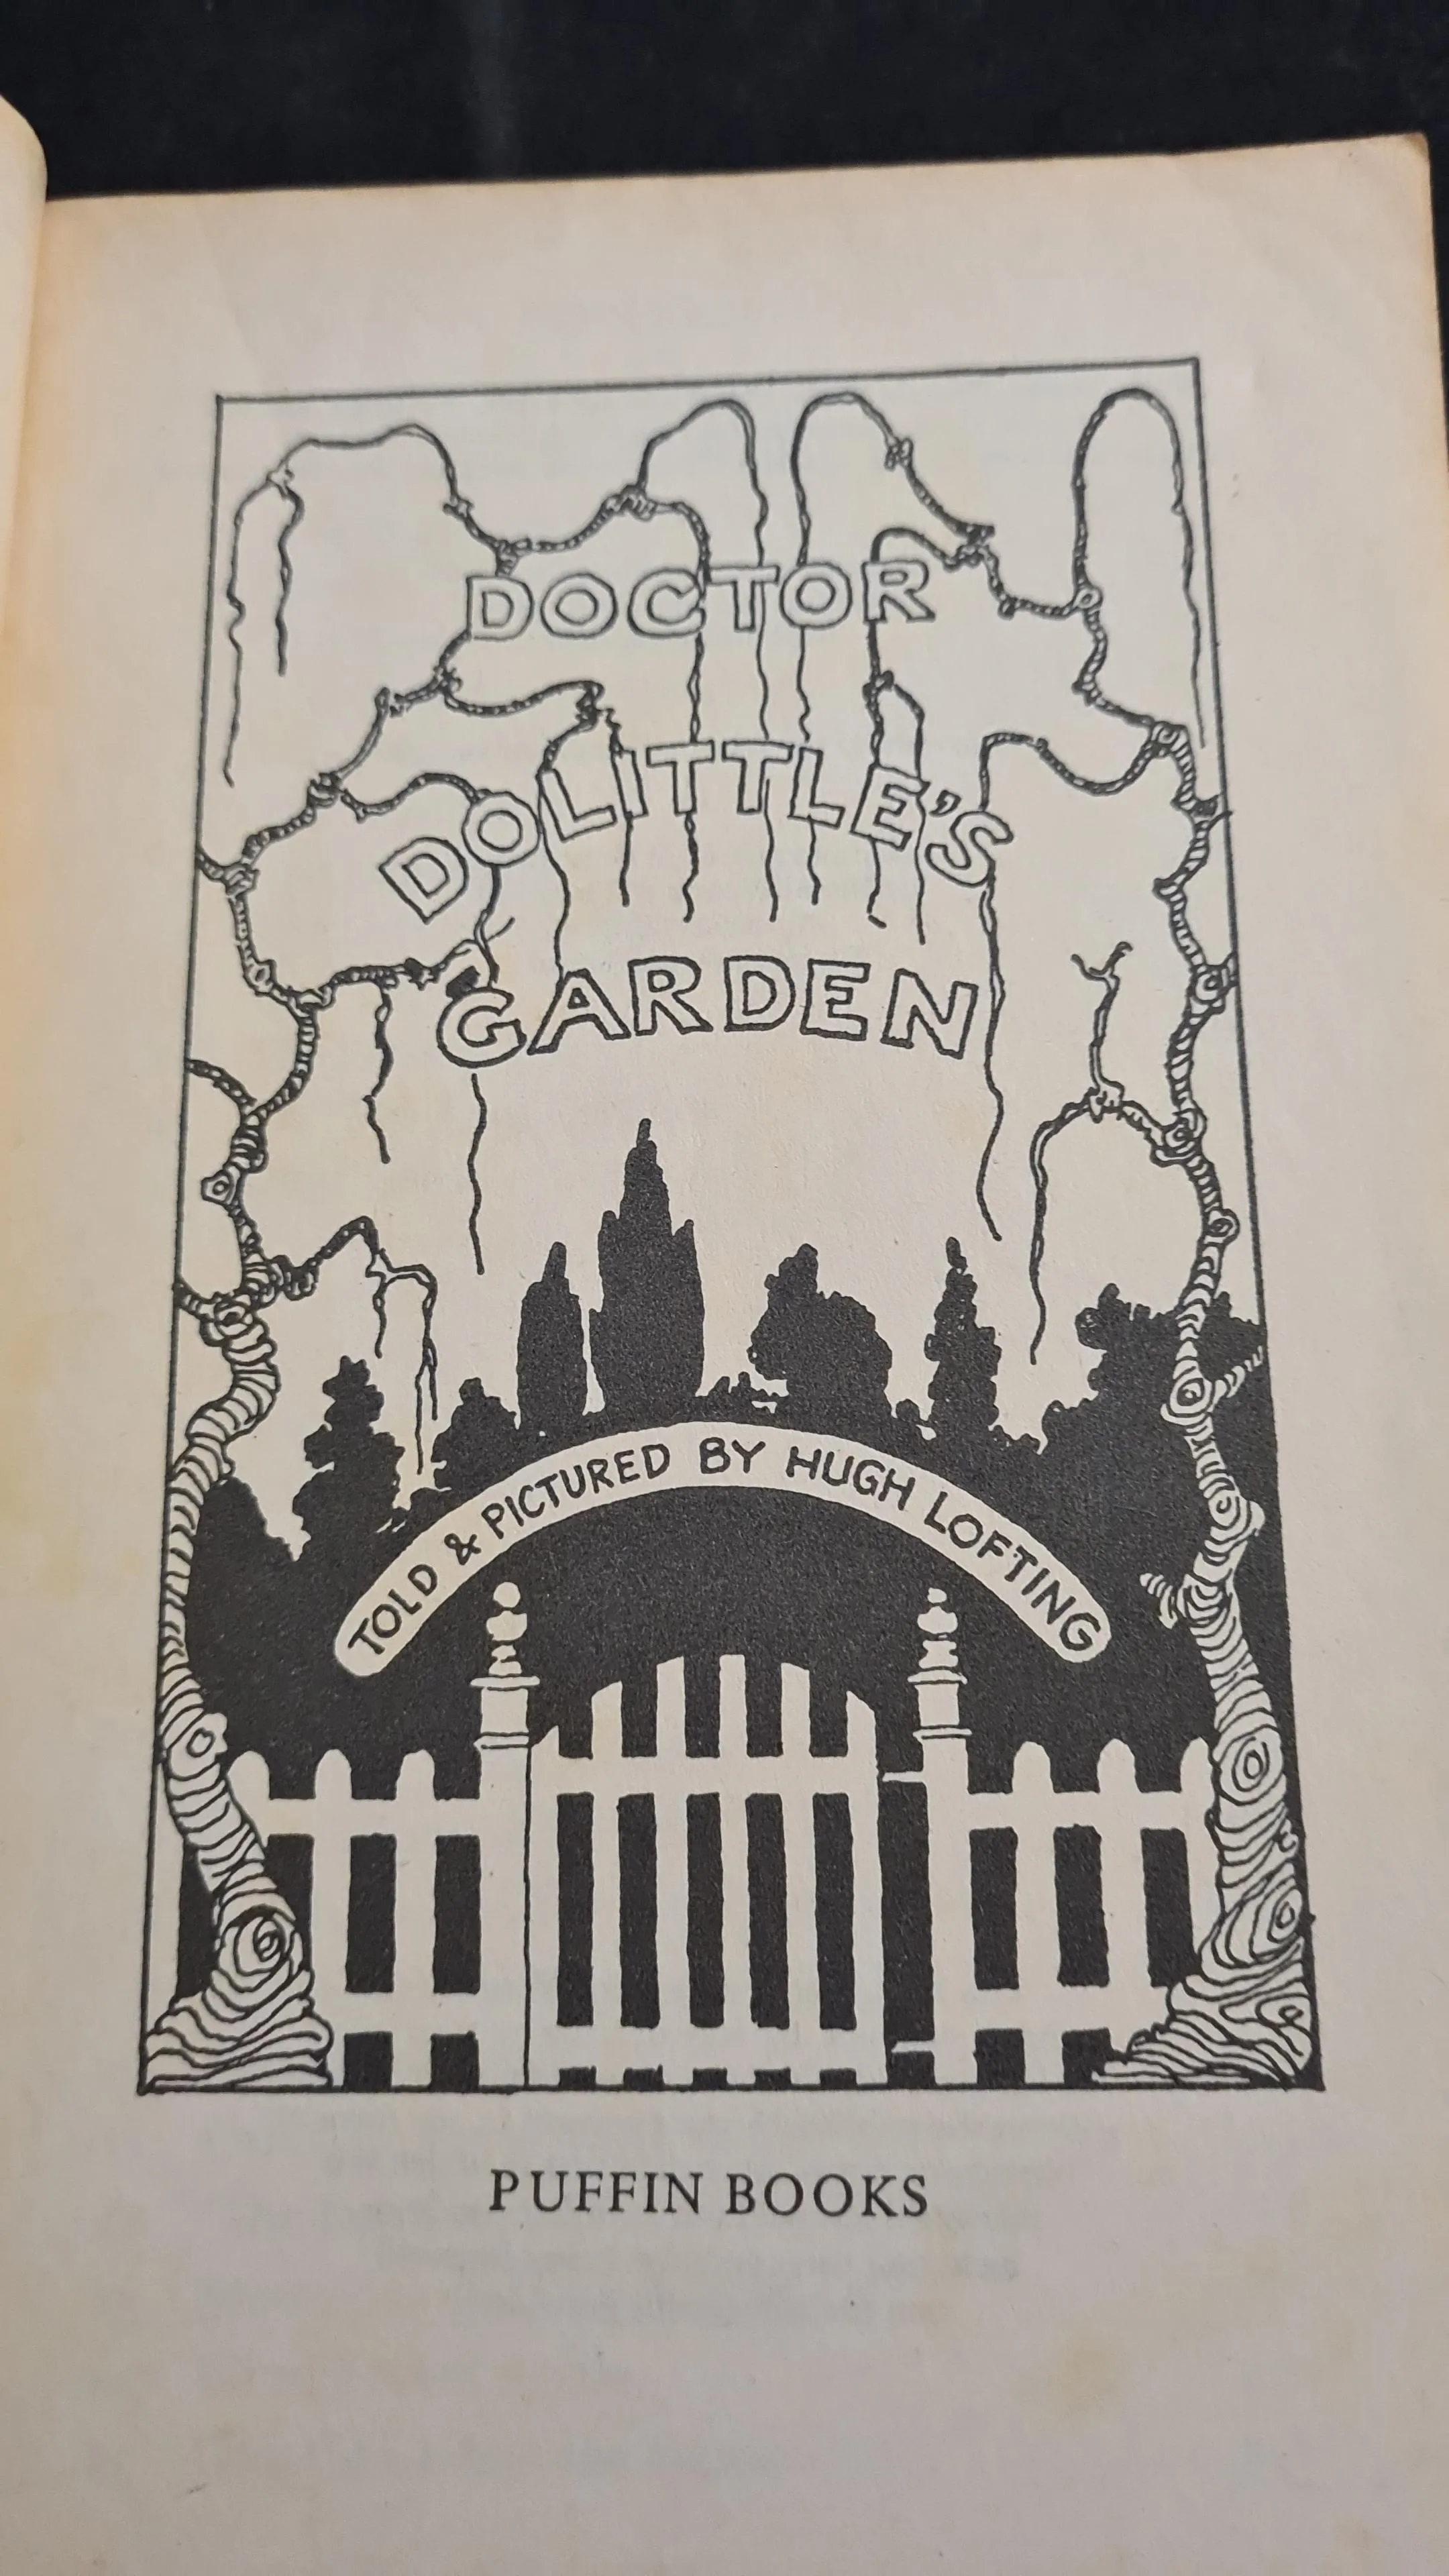 DOCTOR
DOLITTLE'S
GARDEN
TOLD & PICTURED BY HUGH LOFTING
PUFFIN BOOKS